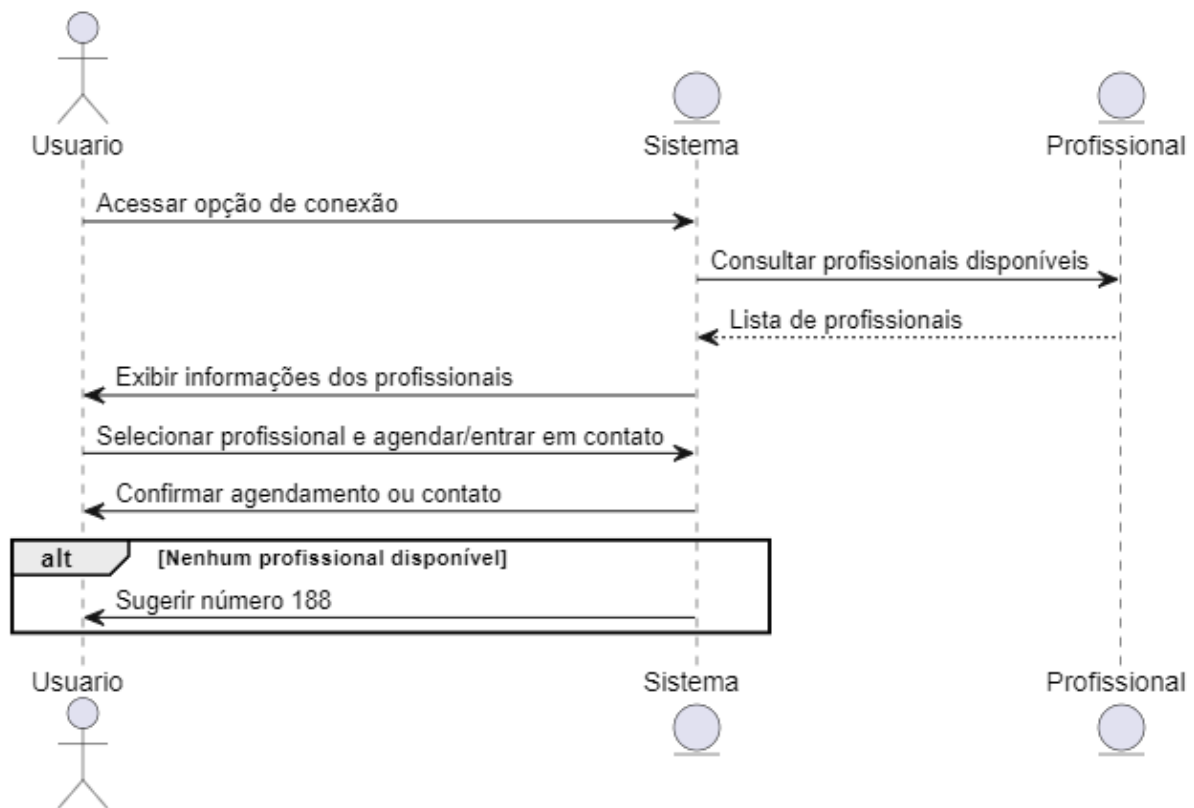 Usuario
Sistema
Profissional
Acessar opção de conexão
Consultar profissionais disponíveis
Lista de profissionais
Exibir informações dos profissionais
Selecionar profissional e agendar/entrar em contato
Confirmar agendamento ou contato
alt [Nenhum profissional disponível]
Sugerir número 188
Usuario
Sistema
Profissional